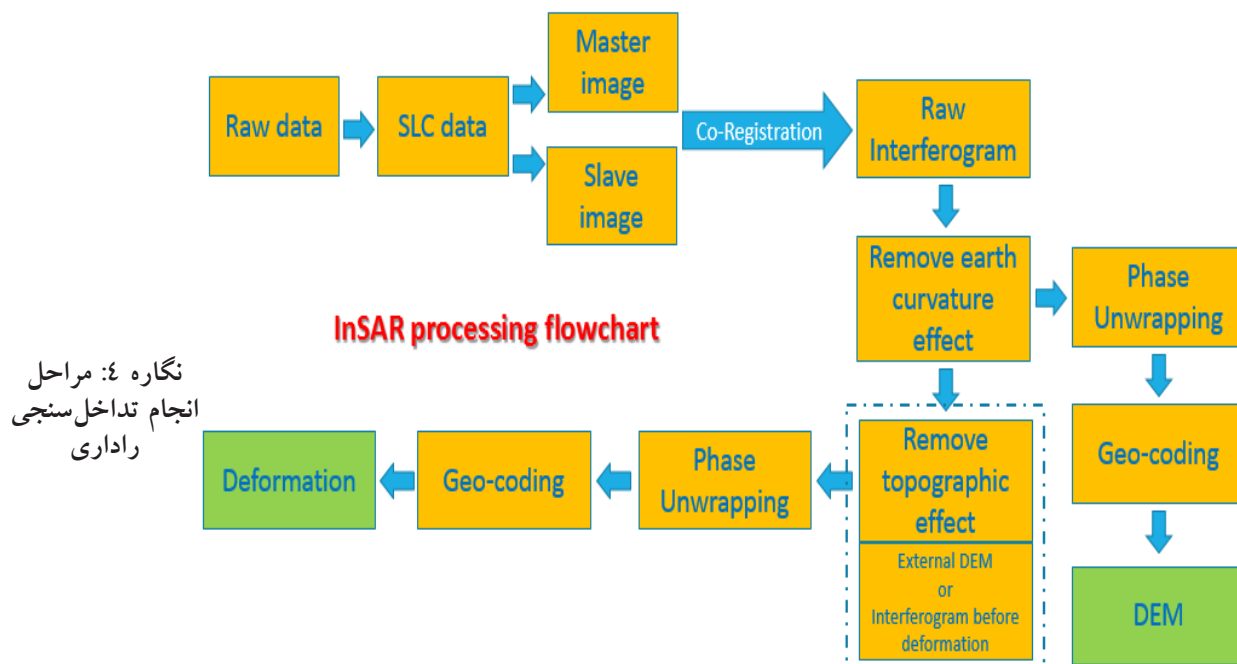 Master
image
Raw data
SLC data
Co-Registration
Raw
Interferogram
Slave
image
Remove earth
curvature
effect
Phase
Unwrapping
InSAR processing flowchart
نگاره ٤: مراحل
انجام تداخل‌سنجی
راداری
Deformation
Geo-coding
Phase
Unwrapping
Remove
topographic
effect
External DEM
or
Interferogram before
deformation
Geo-coding
DEM